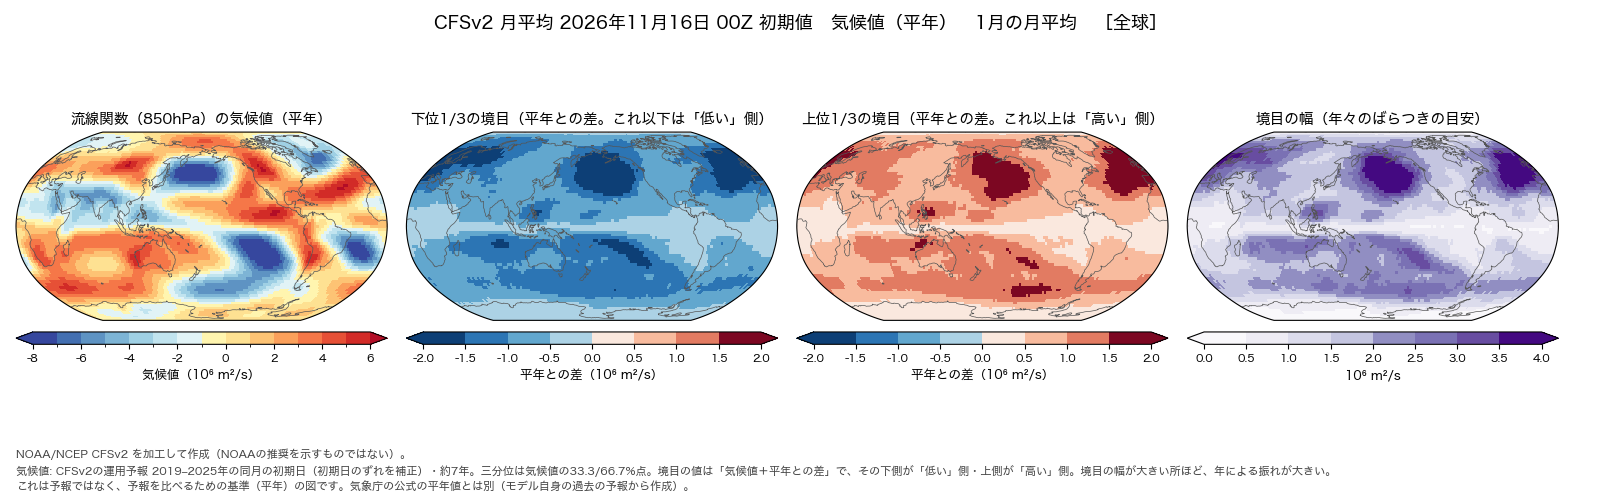 CFSv2 月平均 2026年11月16日 00Z 初期値　気候値（平年）　1月の月平均　［全球］
流線関数（850hPa）の気候値（平年）
下位1/3の境目（平年との差。これ以下は「低い」側）
上位1/3の境目（平年との差。これ以上は「高い」側）
境目の幅（年々のばらつきの目安）
-8 -6 -4 -2 0 2 4 6
-2.0 -1.5 -1.0 -0.5 0.0 0.5 1.0 1.5 2.0
-2.0 -1.5 -1.0 -0.5 0.0 0.5 1.0 1.5 2.0
0.0 0.5 1.0 1.5 2.0 2.5 3.0 3.5 4.0
気候値（10⁶ m²/s）
平年との差（10⁶ m²/s）
平年との差（10⁶ m²/s）
10⁶ m²/s
NOAA/NCEP CFSv2 を加工して作成（NOAAの推奨を示すものではない）。
気候値: CFSv2の運用予報 2019–2025年の同月の初期日（初期日のずれを補正）・約7年。三分位は気候値の33.3/66.7%点。境目の値は「気候値＋平年との差」で、その下側が「低い」側・上側が「高い」側。境目の幅が大きい所ほど、年による振れが大きい。
これは予報ではなく、予報を比べるための基準（平年）の図です。気象庁の公式の平年値とは別（モデル自身の過去の予報から作成）。